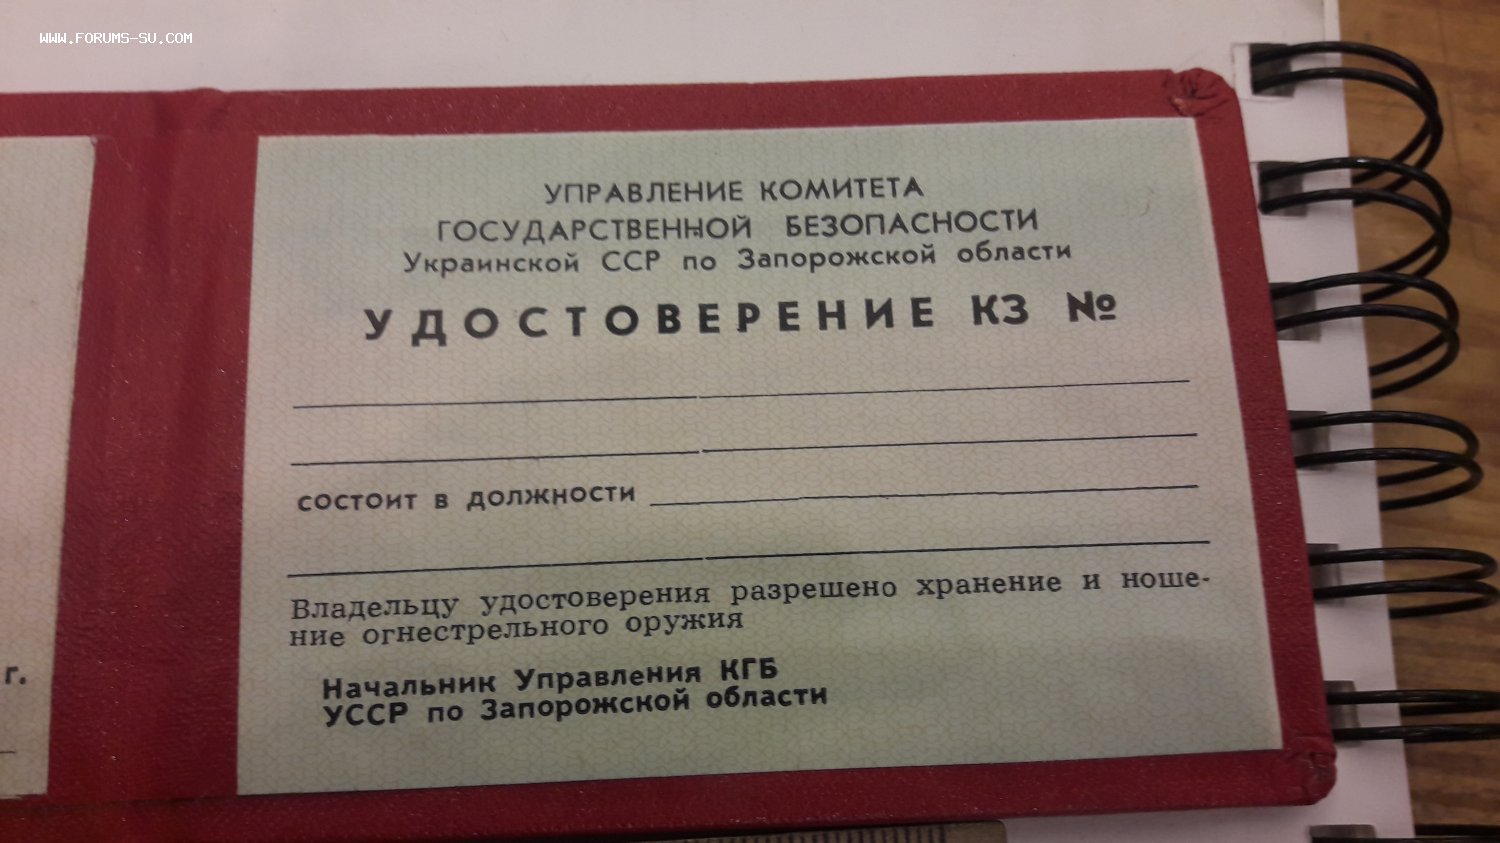 WWW.FORUMS-SU.COM
УПРАВЛЕНИЕ КОМИТЕТА
ГОСУДАРСТВЕННОЙ БЕЗОПАСНОСТИ
Украинской ССР по Запорожской области
УДОСТОВЕРЕНИЕ КЗ №
состоит в должности
Владельцу удостоверения разрешено хранение и ноше-
ние огнестрельного оружия
г.
Начальник Управления КГБ
УССР по Запорожской области